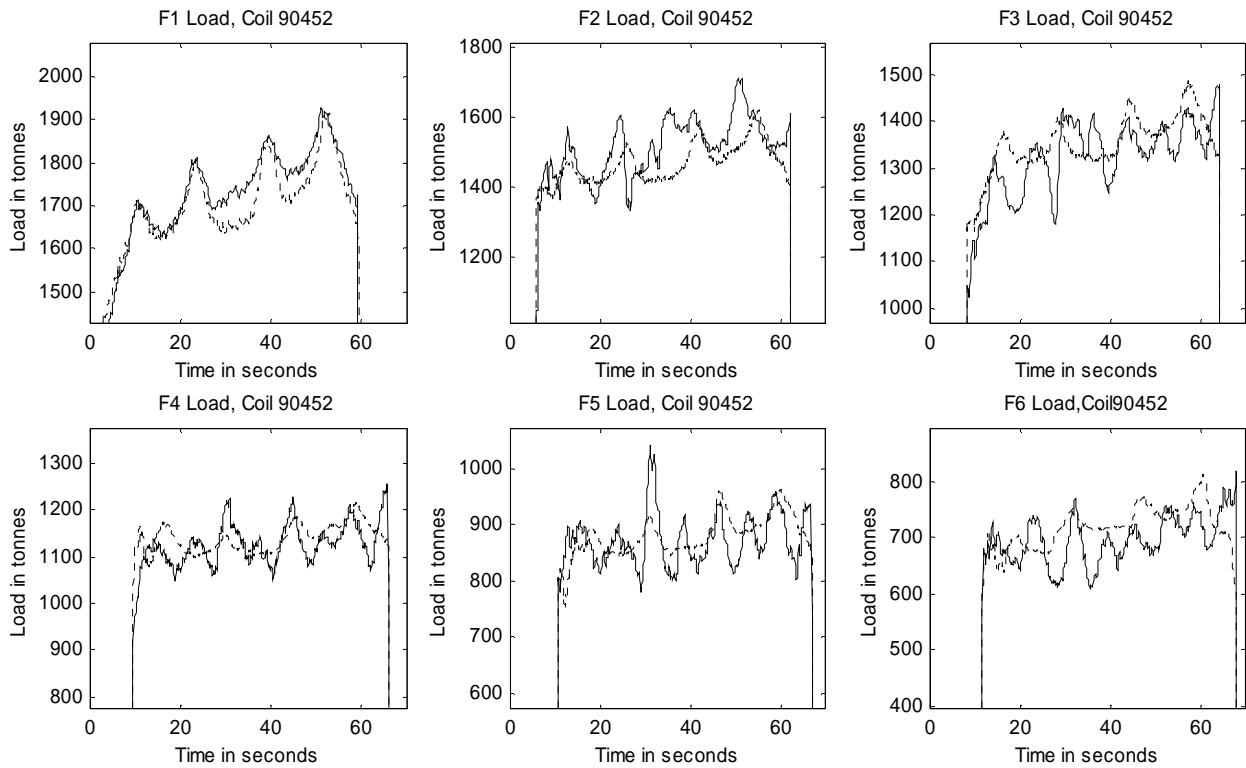 F1 Load, Coil 90452
Load in tonnes
2000
1900
1800
1700
1600
1500
0 20 40 60
Time in seconds
F2 Load, Coil 90452
Load in tonnes
1800
1600
1400
1200
0 20 40 60
Time in seconds
F3 Load, Coil 90452
Load in tonnes
1500
1400
1300
1200
1100
1000
0 20 40 60
Time in seconds
F4 Load, Coil 90452
Load in tonnes
1300
1200
1100
1000
900
800
0 20 40 60
Time in seconds
F5 Load, Coil 90452
Load in tonnes
1000
900
800
700
600
0 20 40 60
Time in seconds
F6 Load,Coil90452
Load in tonnes
800
700
600
500
400
0 20 40 60
Time in seconds